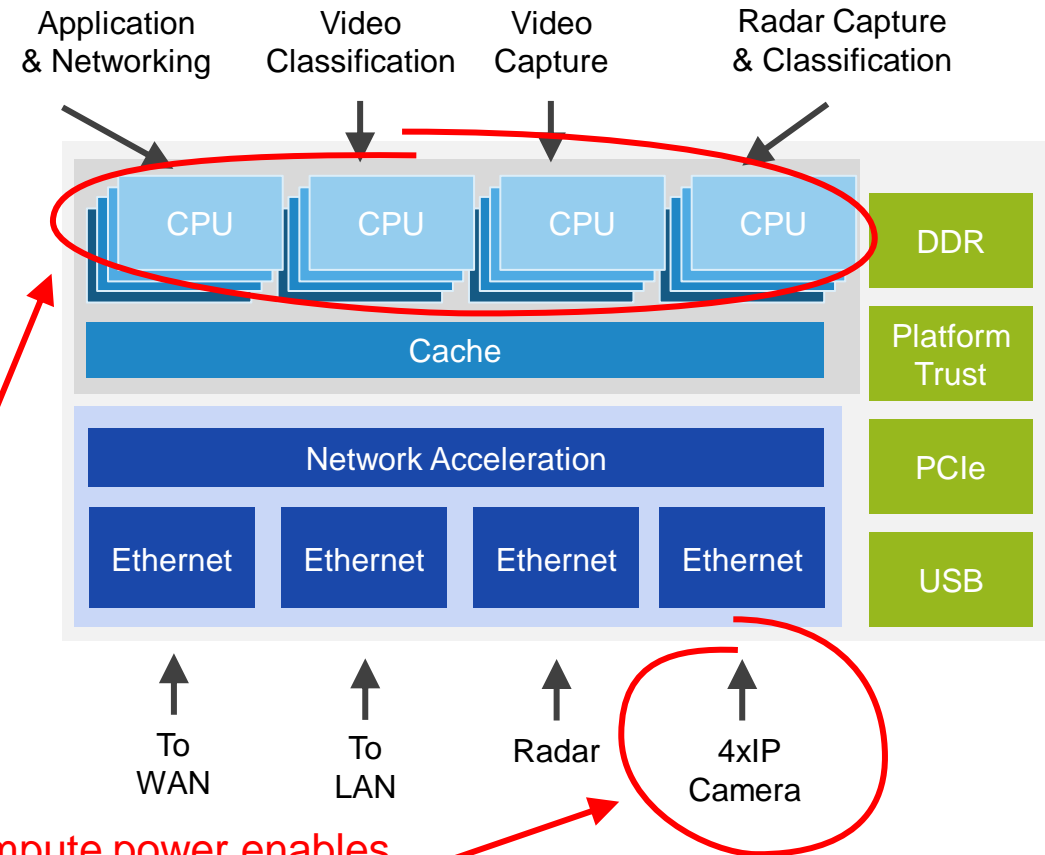 Application
& Networking
Video
Classification
Video
Capture
Radar Capture
& Classification
CPU
CPU
CPU
CPU
Cache
DDR
Platform
Trust
PCIe
USB
Network Acceleration
Ethernet
Ethernet
Ethernet
Ethernet
To
WAN
To
LAN
Radar
4xIP
Camera
power enables